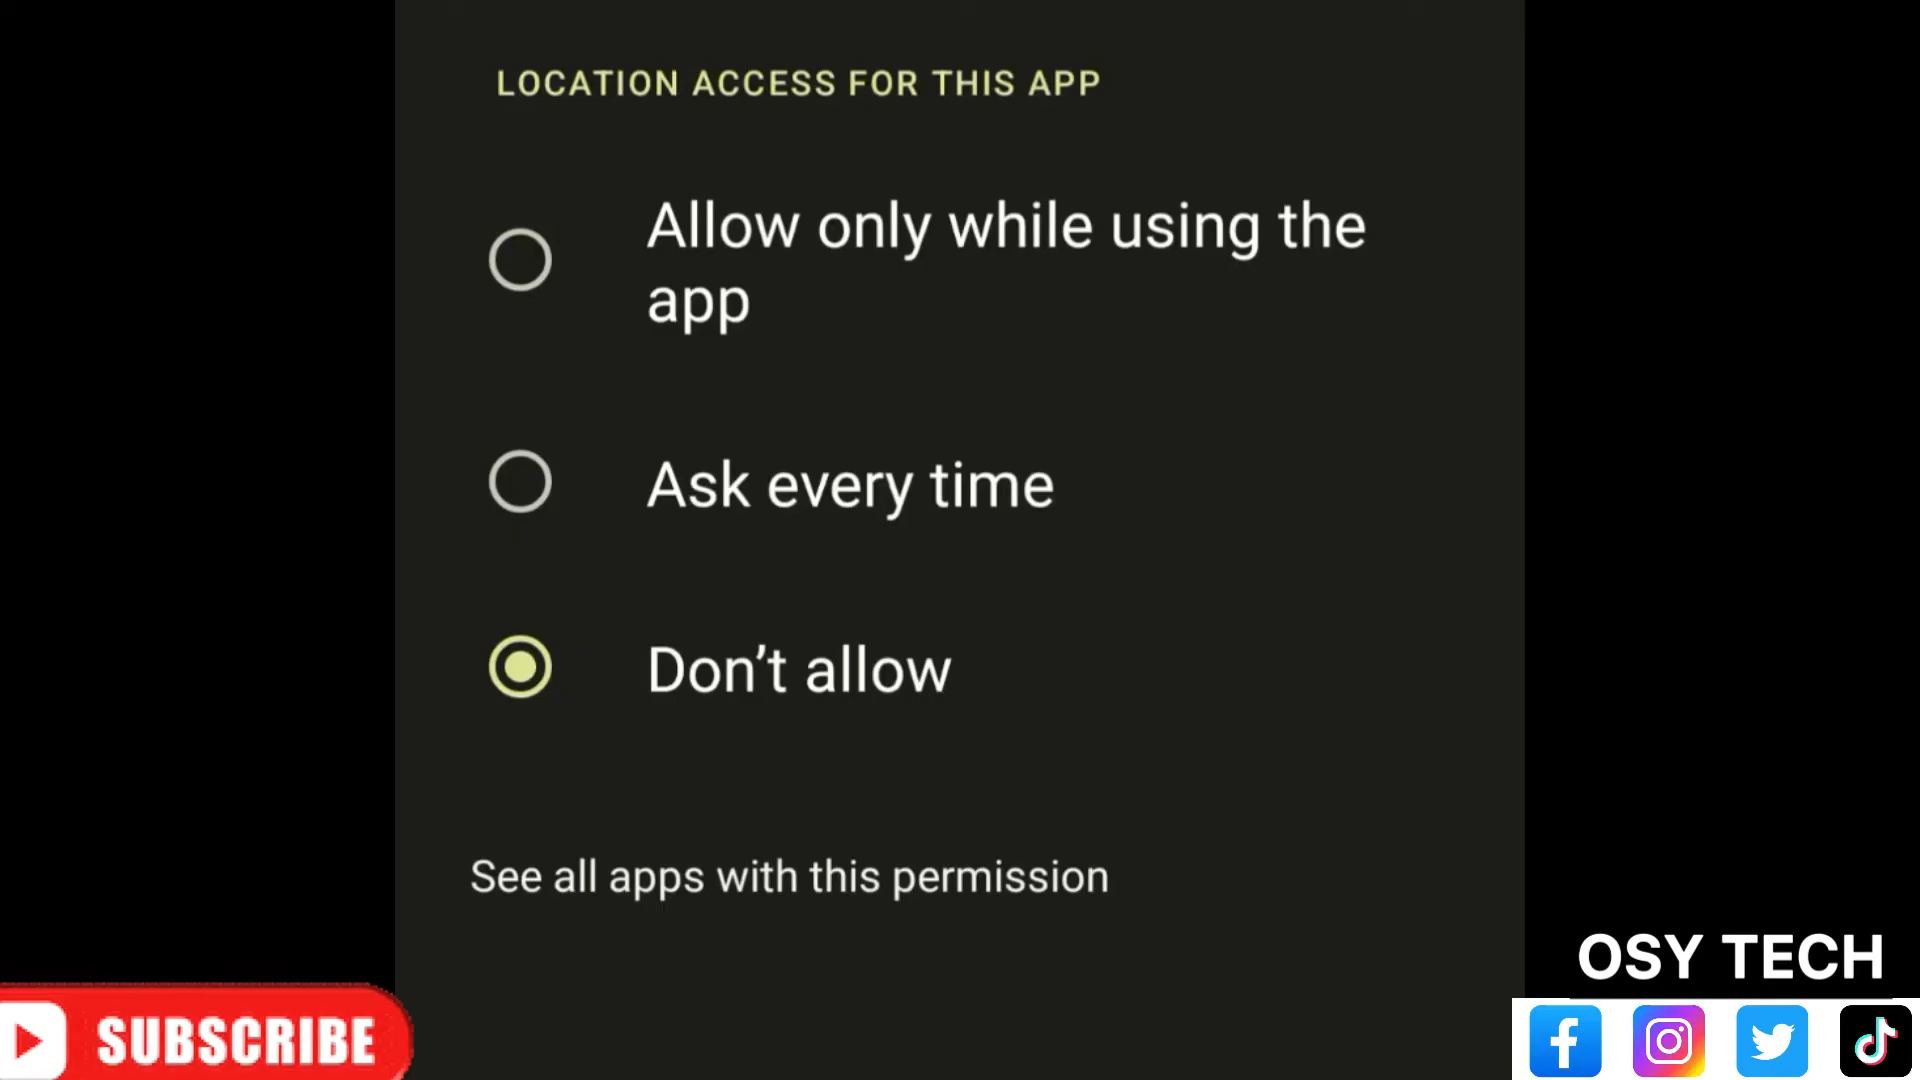 LOCATION ACCESS FOR THIS APP
Allow only while using the
app
Ask every time
Don’t allow
See all apps with this permission
OSY TECH
SUBSCRIBE